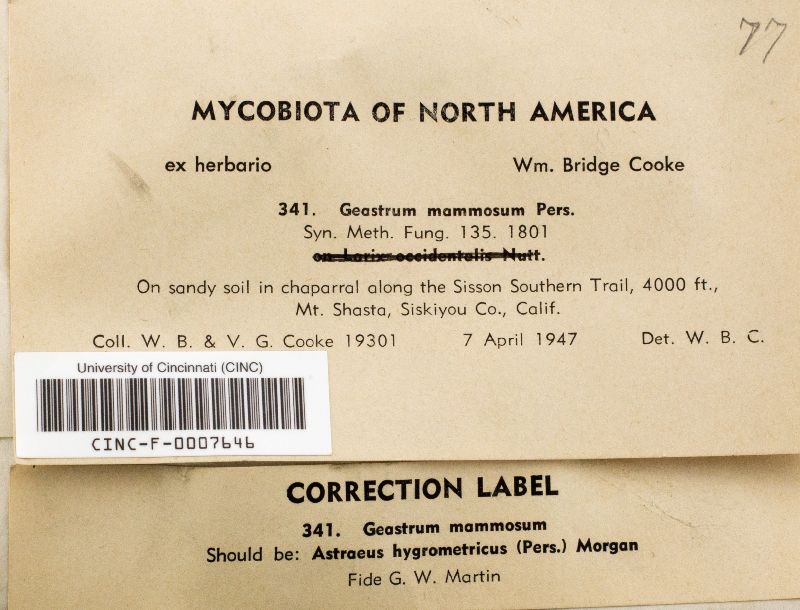 77
MYCOBIOTA OF NORTH AMERICA
ex herbario Wm. Bridge Cooke
341. Geastrum mammosum Pers.
Syn. Meth. Fung. 135. 1801
on Larix occidentalis Nutt.
On sandy soil in chaparral along the Sisson Southern Trail, 4000 ft.,
Mt. Shasta, Siskiyou Co., Calif.
Coll. W. B. & V. G. Cooke 19301 7 April 1947 Det. W. B. C.
University of Cincinnati (CINC)
CINC-F-0007646
CORRECTION LABEL
341. Geastrum mammosum
Should be: Astraeus hygrometricus (Pers.) Morgan
Fide G. W. Martin